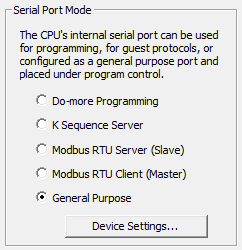 Serial Port Mode
The CPU's internal serial port can be used
for programming, for guest protocols, or
configured as a general purpose port and
placed under program control.
Do-more Programming
K Sequence Server
Modbus RTU Server (Slave)
Modbus RTU Client (Master)
General Purpose
Device Settings...